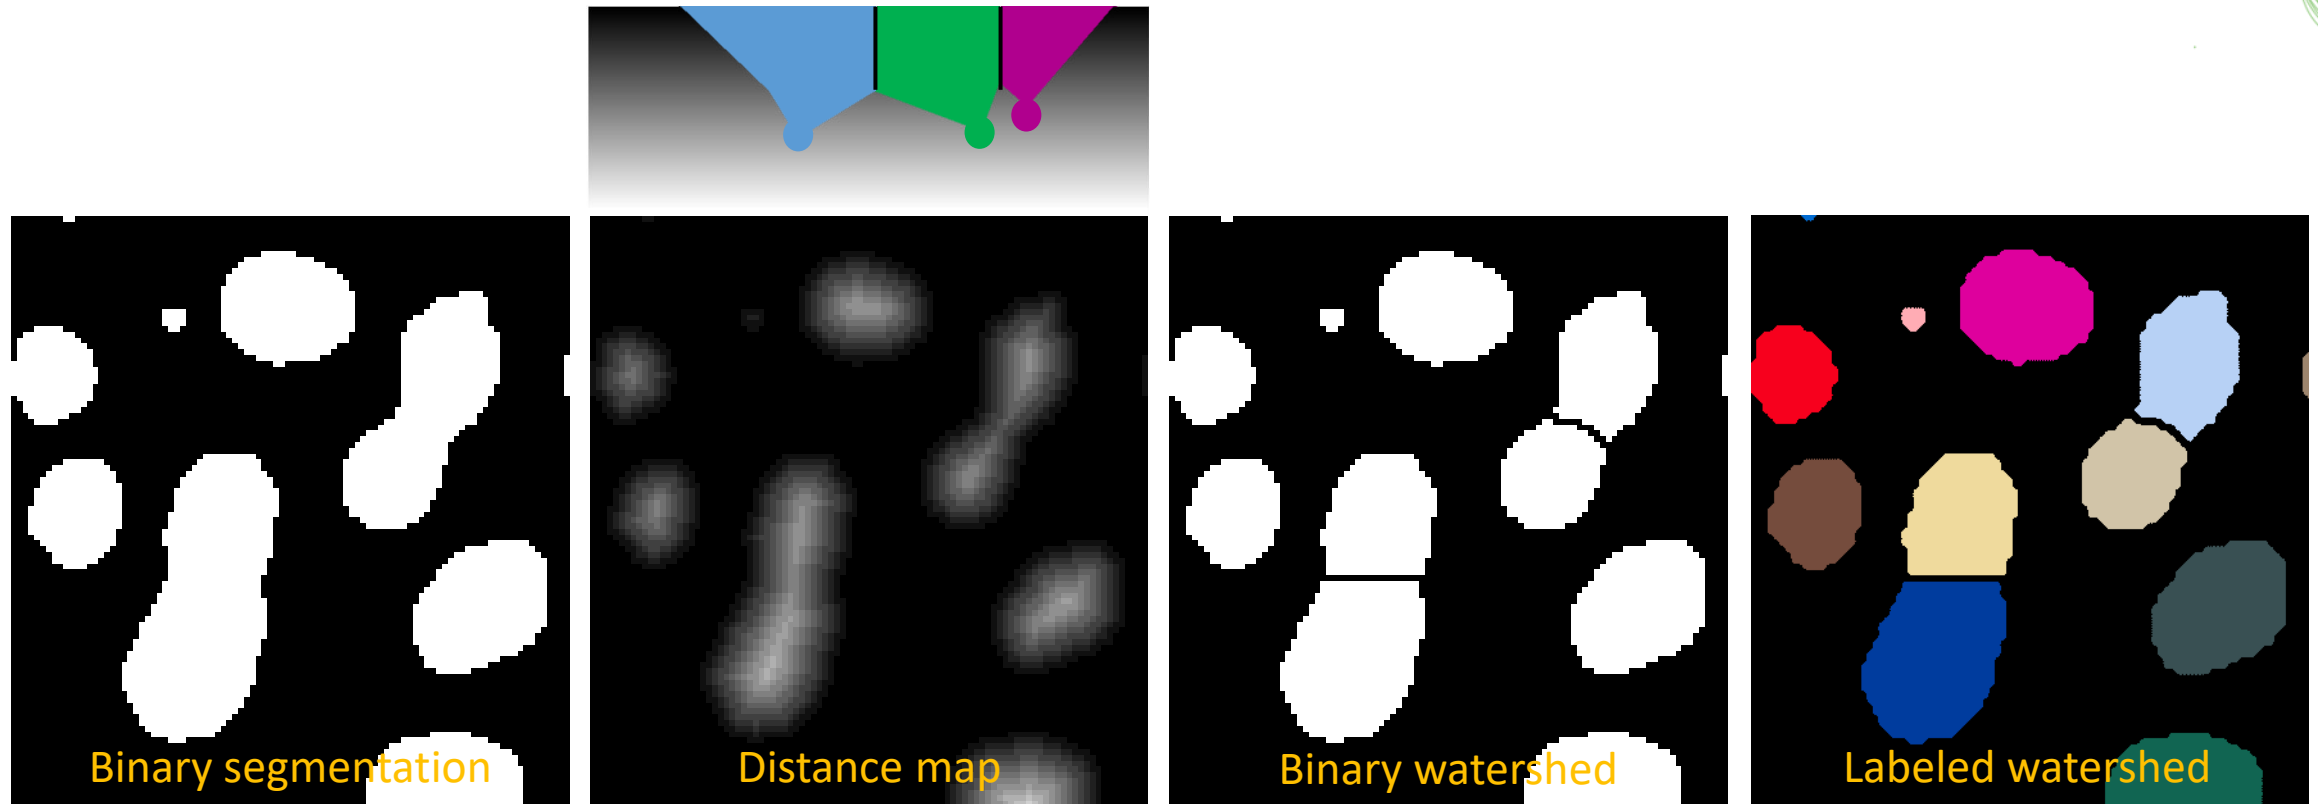 Binary segmentation
Distance map
Binary watershed
Labeled watershed